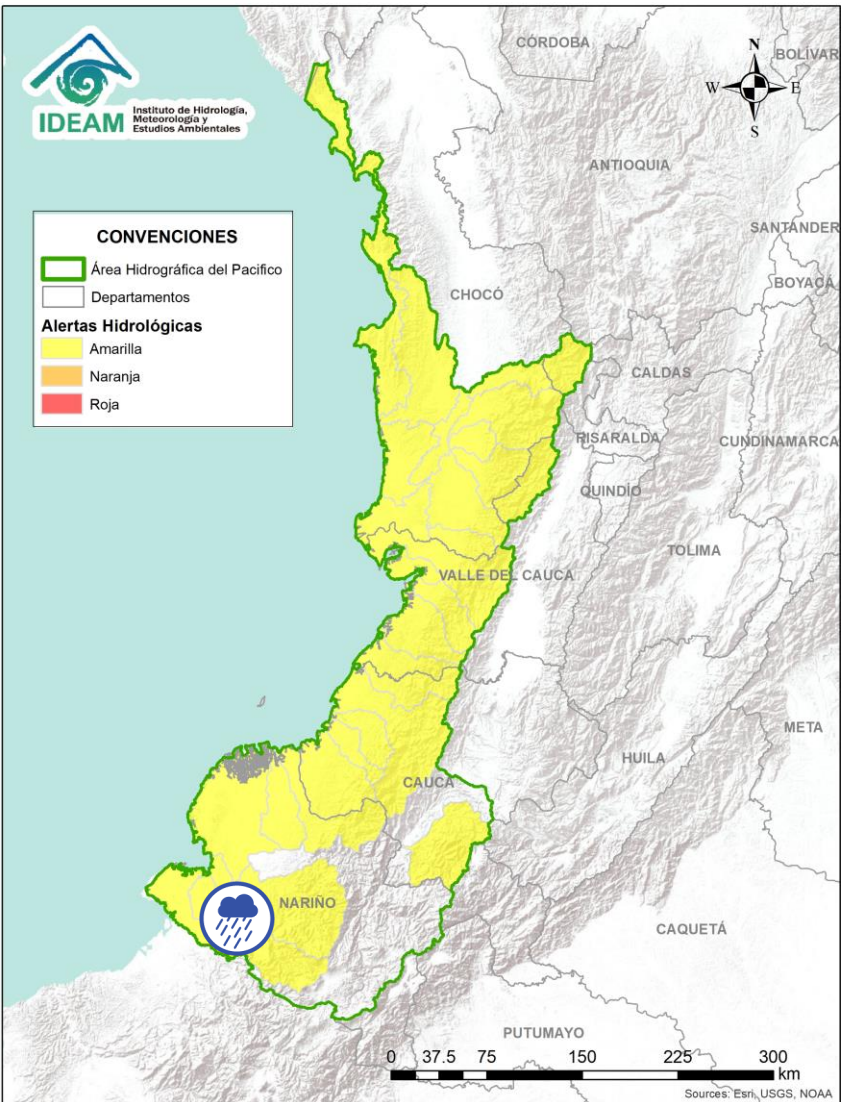 IDEAM
Instituto de Hidrología,
Meteorología y
Estudios Ambientales
CÓRDOBA
BOLÍVAR
N
W
E
S
ANTIOQUIA
SANTANDER
CONVENCIONES
Área Hidrográfica del Pacifico
Departamentos
Alertas Hidrológicas
Amarilla
Naranja
Roja
BOYACÁ
CHOCÓ
CALDAS
RISARALDA
CUNDINAMARCA
QUINDÍO
TOLIMA
VALLE DEL CAUCA
META
HUILA
CAUCA
NARIÑO
CAQUETÁ
PUTUMAYO
0 37.5 75 150 225 300
km
Sources: Esri, USGS, NOAA